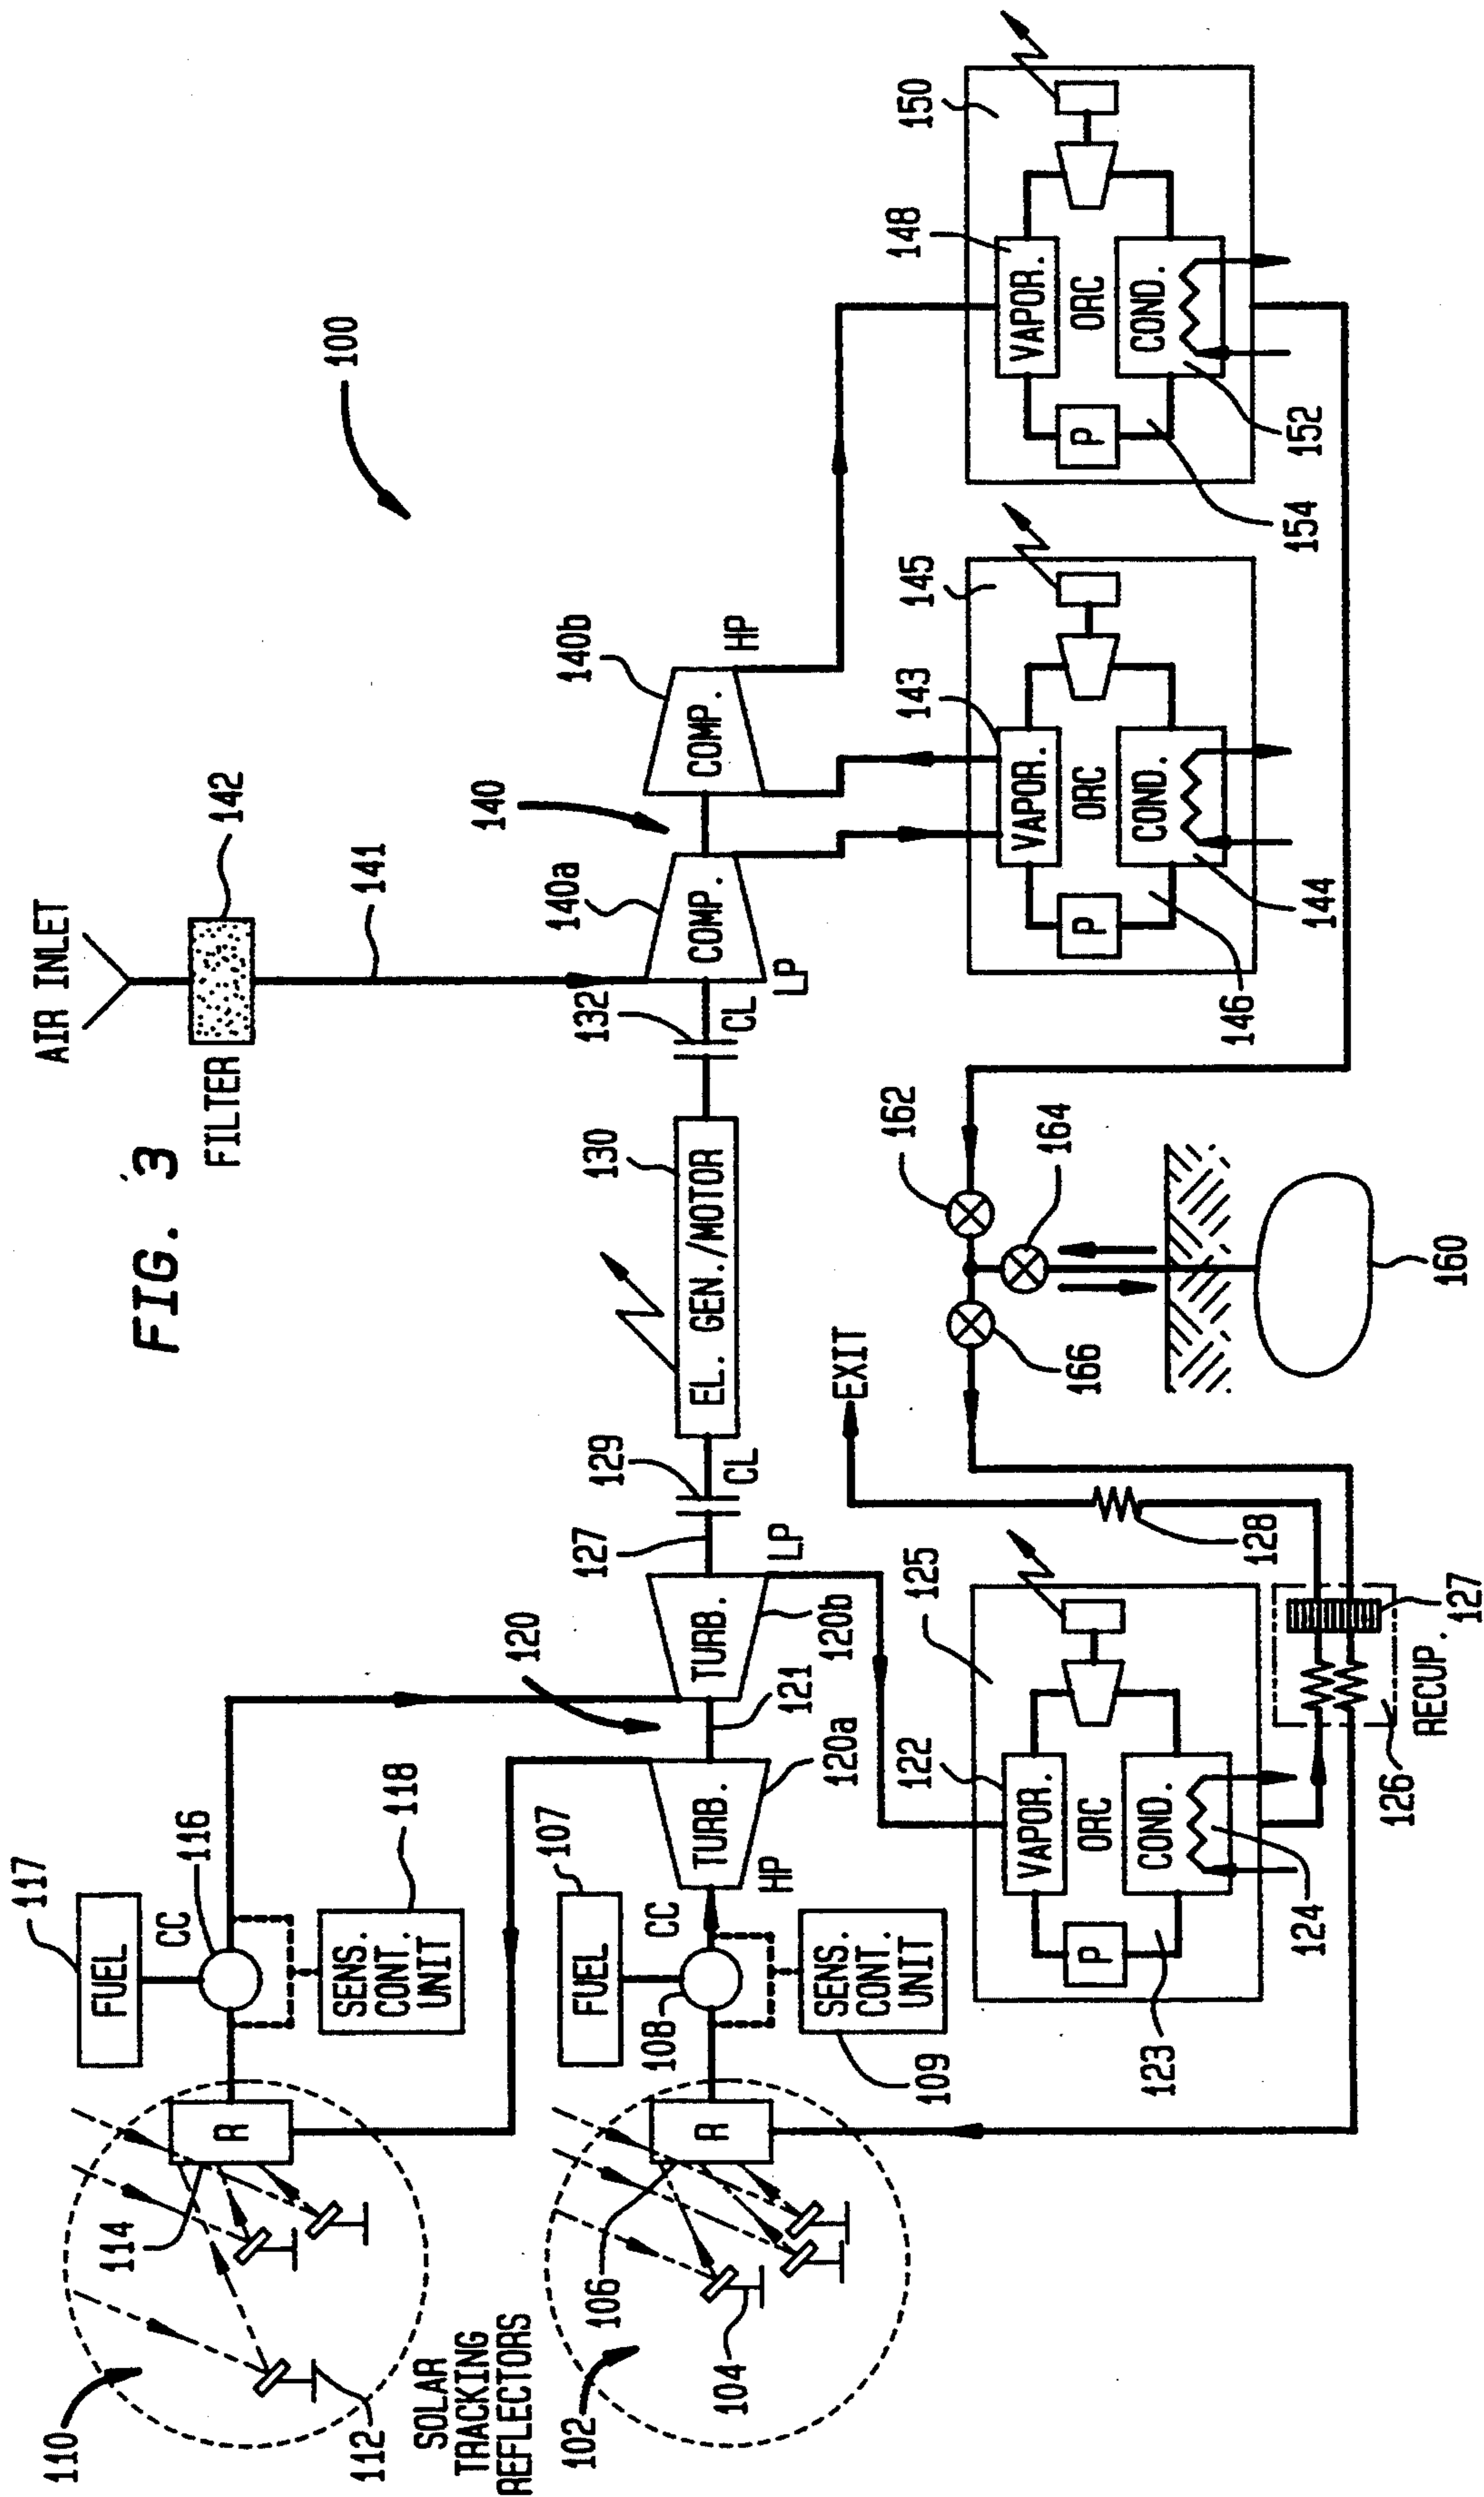 110
117
AIR INLET
114
FUEL
FIG. 3
116
CC
118
142
FILTER
R
112
SENS.
CONT.
UNIT
141
100
SOLAR
TRACKING
REFLECTORS
120
140
102
106
107
127
129
130
132
140a
140b
FUEL
108
CC
R
TURB.
TURB.
EL. GEN./MOTOR
COMP.
COMP.
104
HP
121
LP
CL
CL
LP
HP
SENS.
CONT.
UNIT
109
120a
120b
EXIT
122
125
162
143
145
148
150
VAPOR.
VAPOR.
VAPOR.
164
P
ORC
P
ORC
P
ORC
166
COND.
COND.
COND.
123
124
128
146
144
154
152
126
RECUP.
127
160